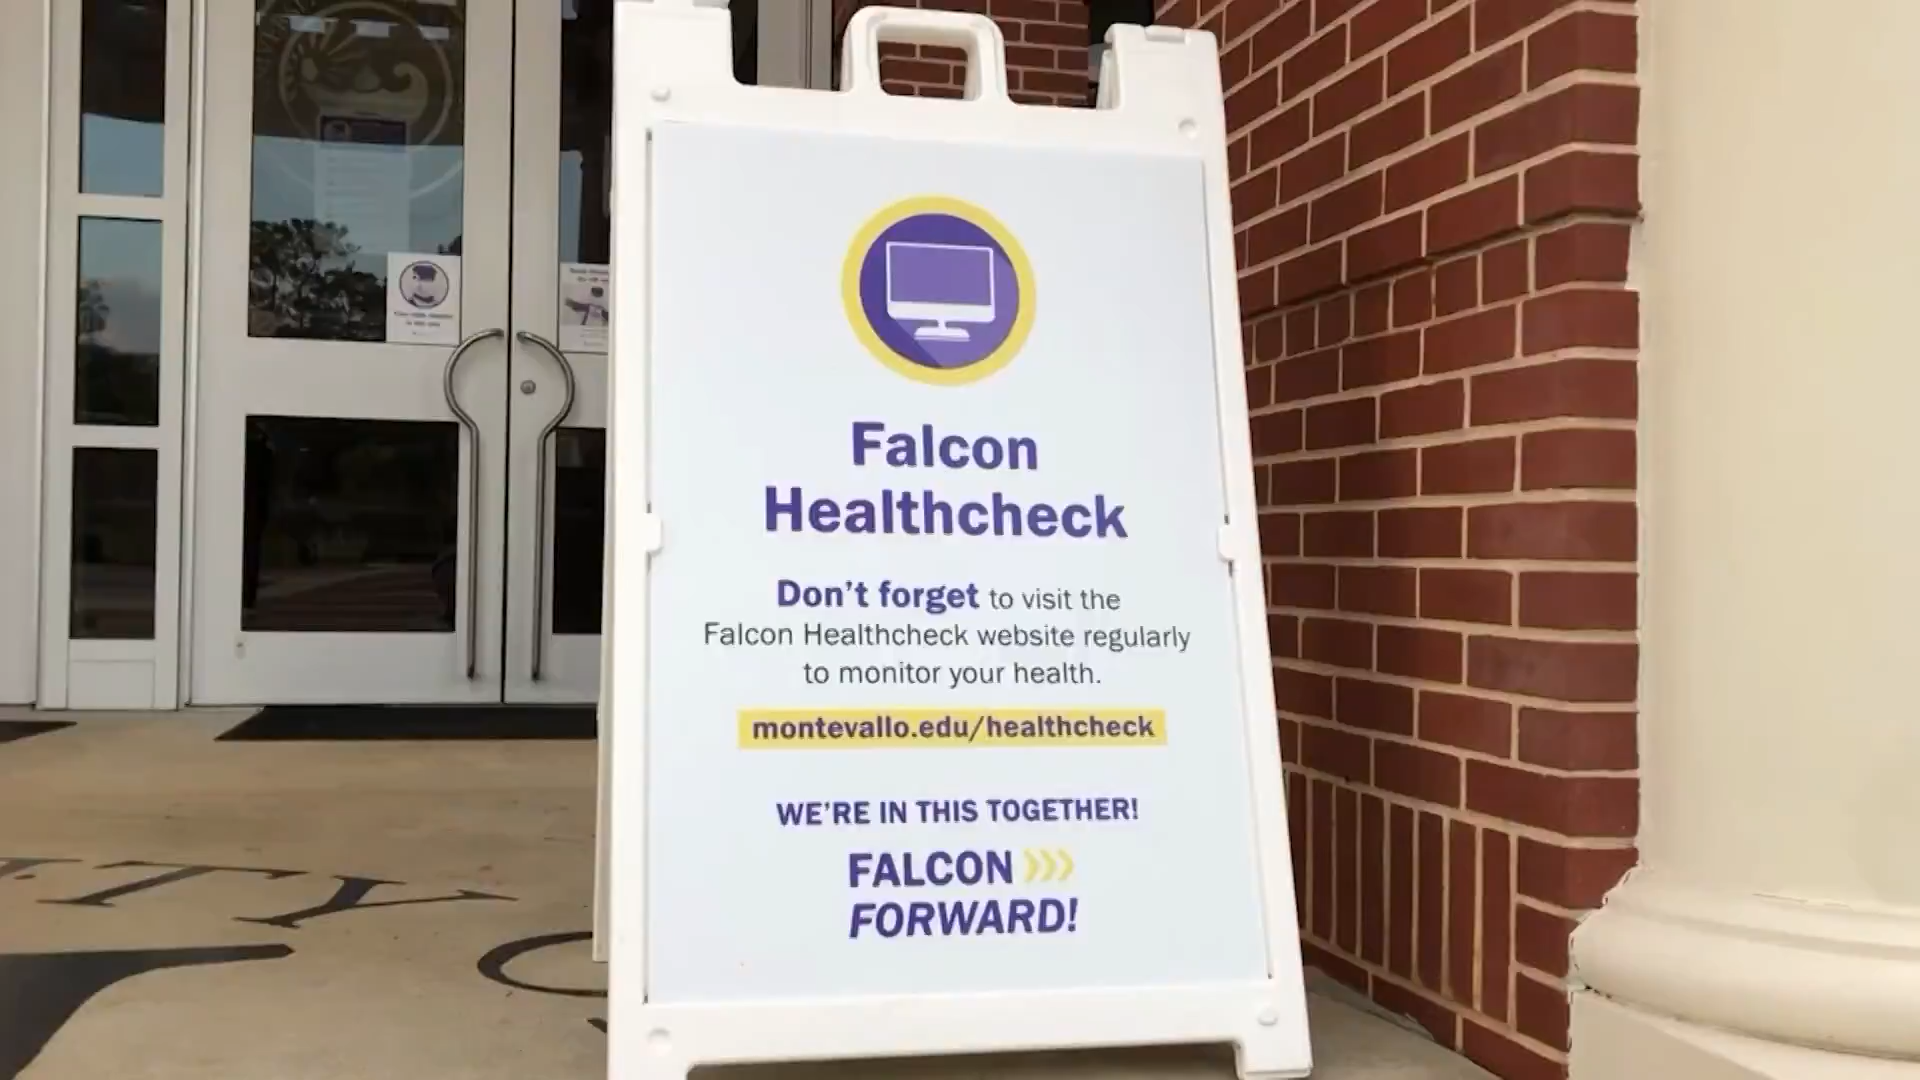 Falcon
Healthcheck
Don't forget to visit the
Falcon Healthcheck website regularly
to monitor your health.
montevallo.edu/healthcheck
WE'RE IN THIS TOGETHER!
FALCON
FORWARD!
ITY